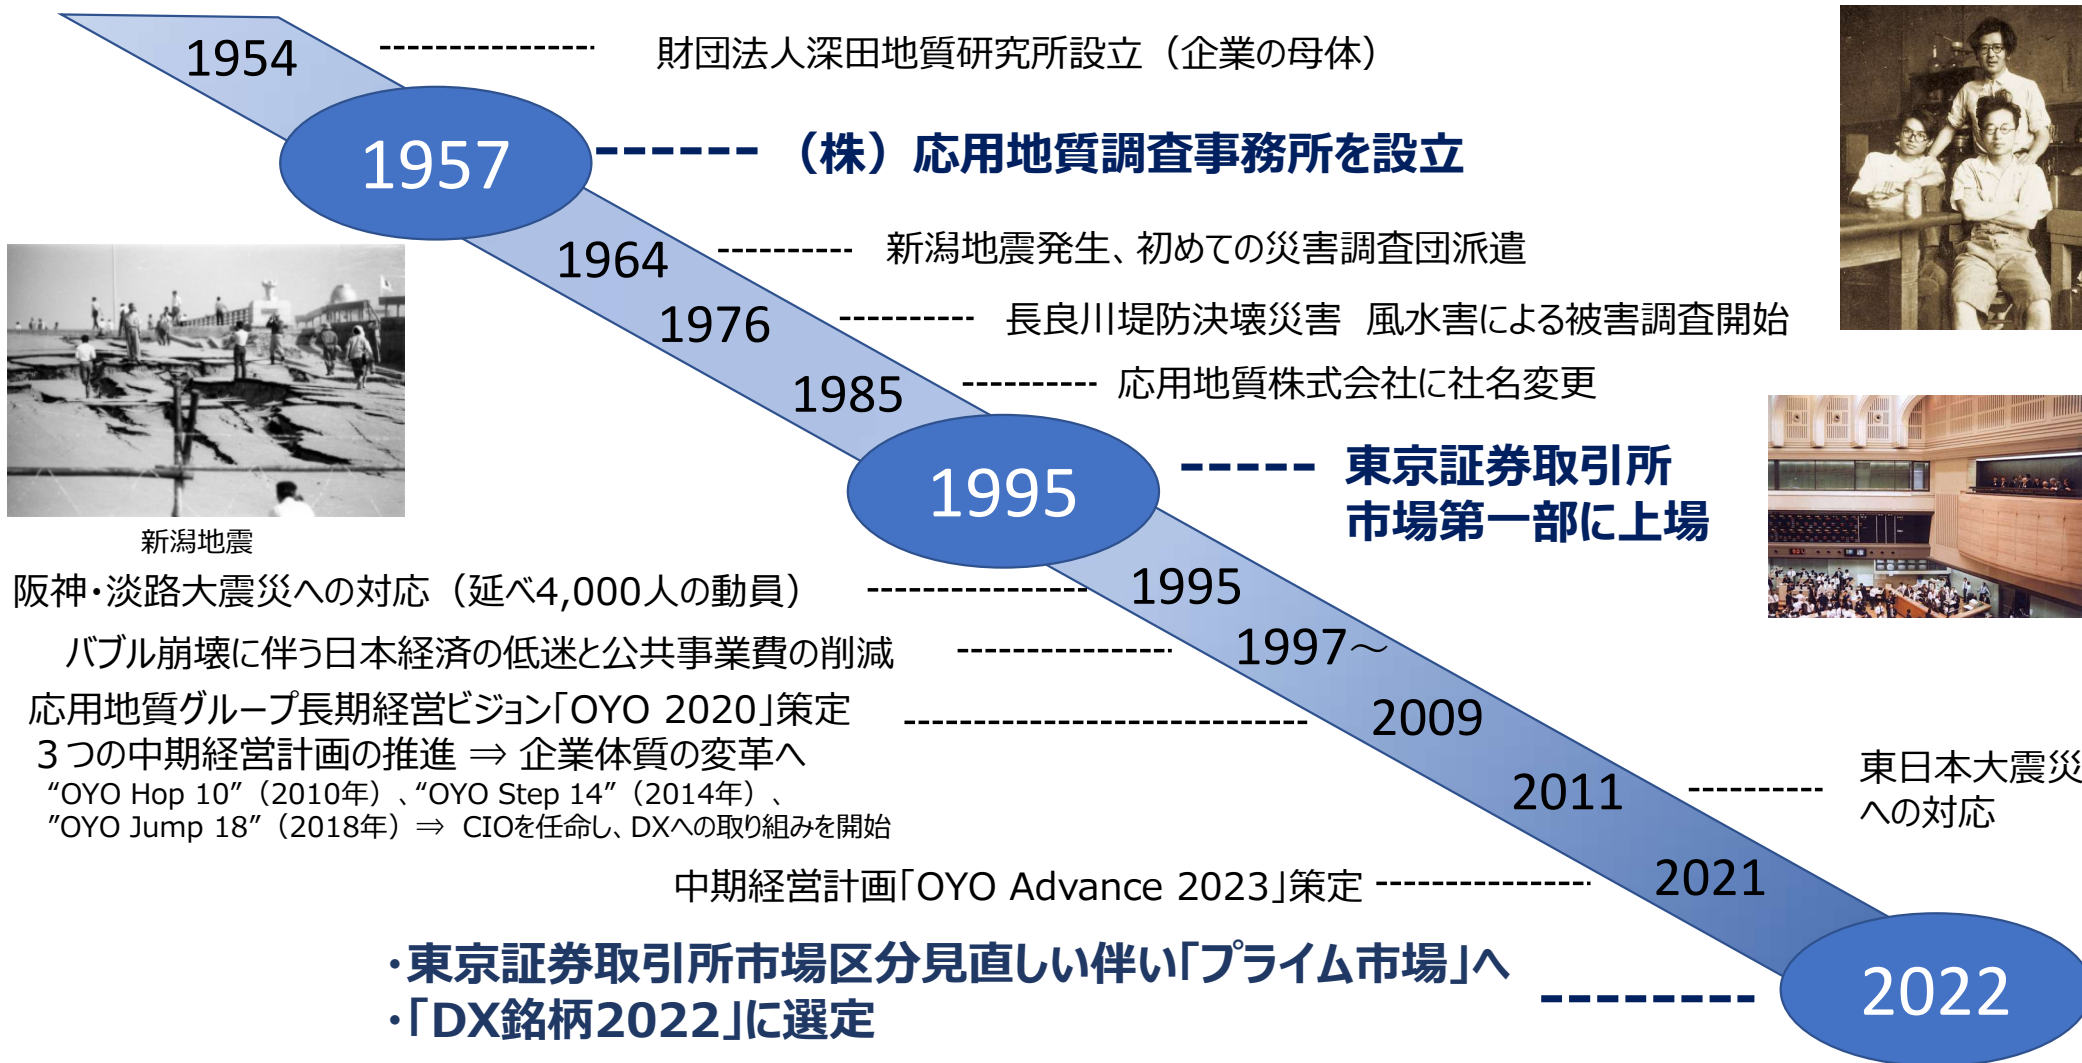 1954
財団法人深田地質研究所設立（企業の母体）
1957
（株）応用地質調査事務所を設立
1964
新潟地震発生、初めての災害調査団派遣
1976
長良川堤防決壊災害 風水害による被害調査開始
1985
応用地質株式会社に社名変更
1995
東京証券取引所
市場第一部に上場
新潟地震
阪神・淡路大震災への対応（延べ4,000人の動員）
1995
バブル崩壊に伴う日本経済の低迷と公共事業費の削減
1997～
応用地質グループ長期経営ビジョン「OYO 2020」策定
2009
３つの中期経営計画の推進 ⇒ 企業体質の変革へ
“OYO Hop 10”（2010年）、“OYO Step 14”（2014年）、
”OYO Jump 18”（2018年）⇒ CIOを任命し、DXへの取り組みを開始
2011
東日本大震災
への対応
中期経営計画「OYO Advance 2023」策定
2021
・東京証券取引所市場区分見直しい伴い「プライム市場」へ
・「DX銘柄2022」に選定
2022